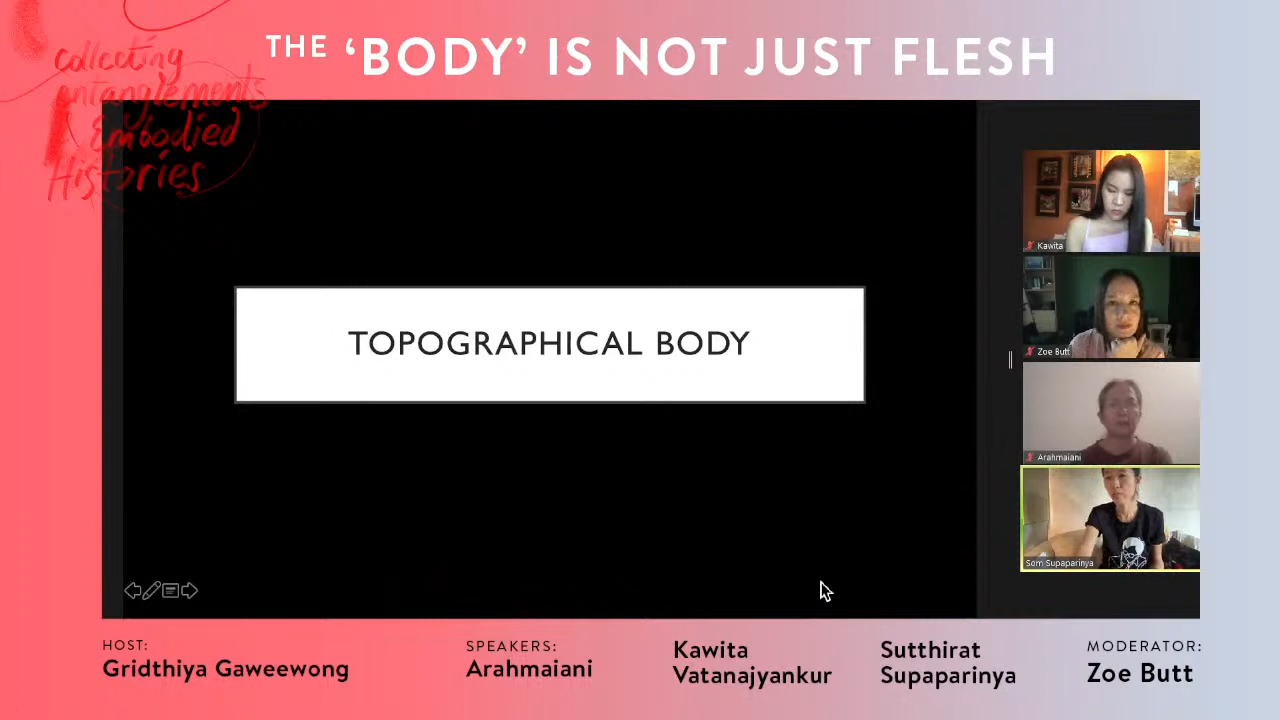 THE ‘BODY’ IS NOT JUST FLESH
collecting
entanglements
Embodied
Histories
TOPOGRAPHICAL BODY
Kawita
Zoe Butt
Arahmaiani
Som Supaparinya
HOST:
Gridthiya Gaweewong
SPEAKERS:
Arahmaiani
Kawita
Vatanajyankur
Sutthirat
Supaparinya
MODERATOR:
Zoe Butt